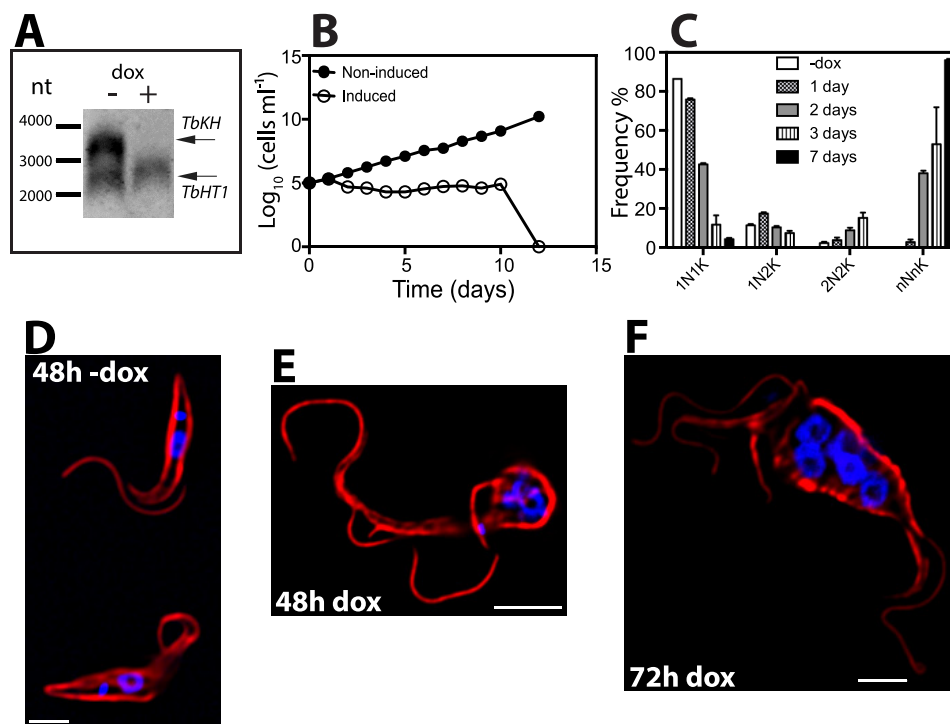 A
dox
nt
- +
4000
TbKH
3000
TbHT1
2000
B
15
Non-induced
Induced
10
5
0
Log10 (cells ml-1)
0 5 10 15
Time (days)
C
100
80
60
40
20
0
Frequency %
-dox
1 day
2 days
3 days
7 days
1N1K 1N2K 2N2K nNnK
D
48h -dox
E
48h dox
F
72h dox